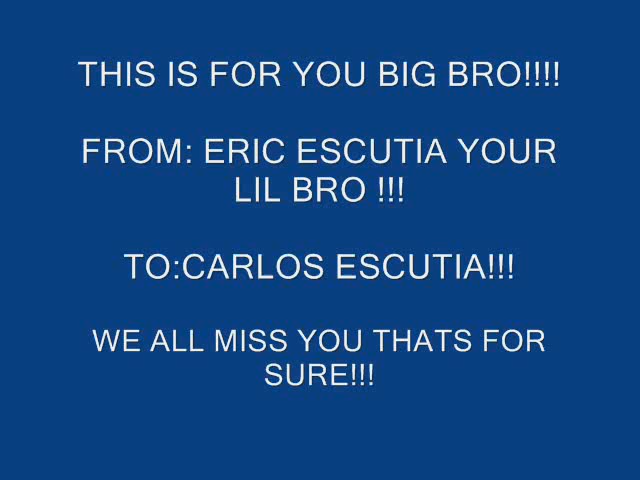 THIS IS FOR YOU BIG BRO!!!!
FROM: ERIC ESCUTIA YOUR
LIL BRO !!!
TO:CARLOS ESCUTIA!!!
WE ALL MISS YOU THATS FOR
SURE!!!